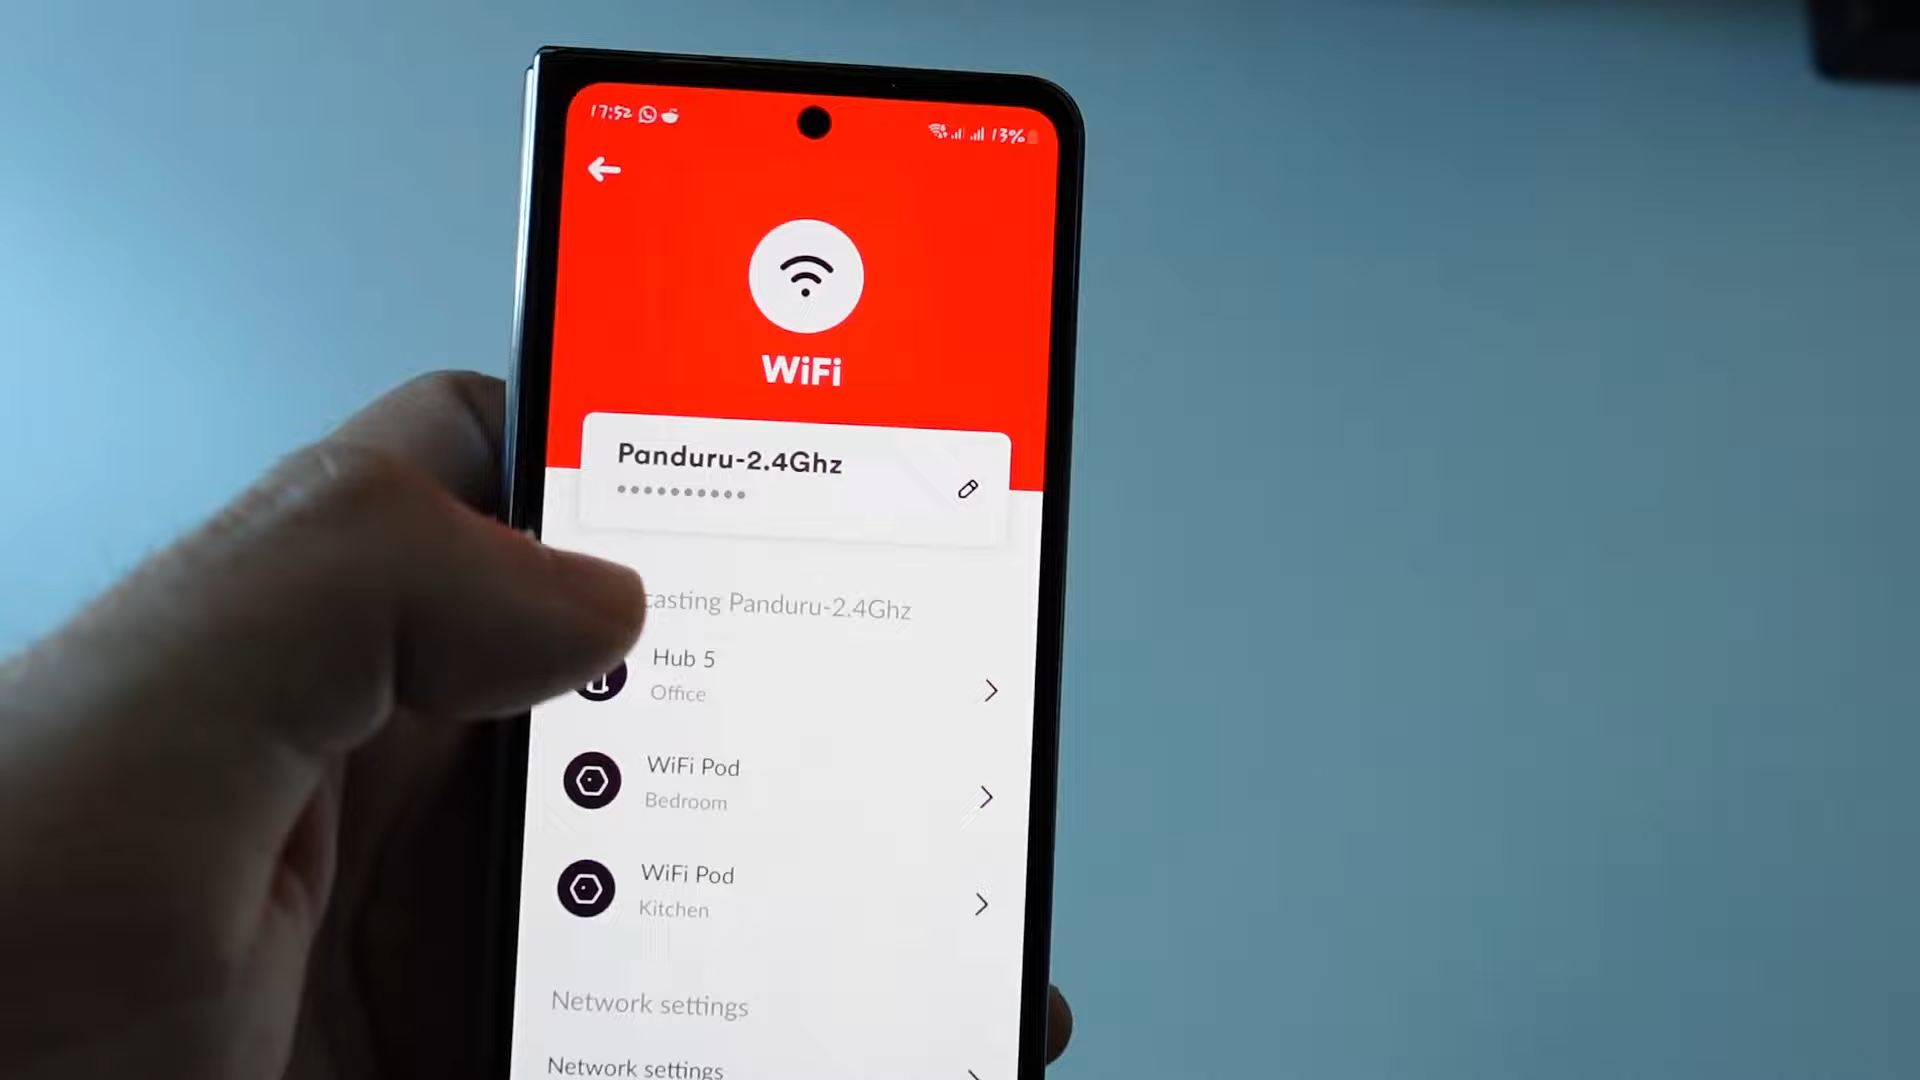 17:52
13%
WiFi
Panduru-2.4Ghz
casting Panduru-2.4Ghz
Hub 5
Office
WiFi Pod
Bedroom
WiFi Pod
Kitchen
Network settings
Network settings